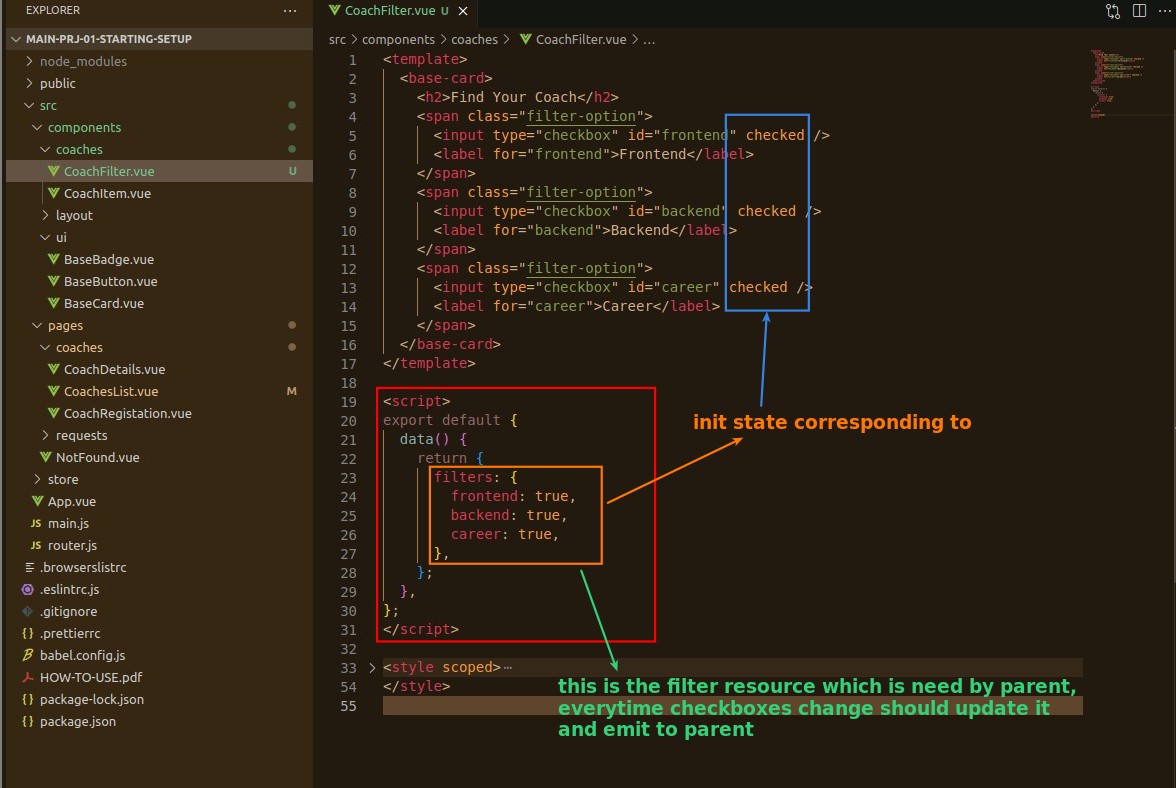 EXPLORER ...
MAIN-PRJ-01-STARTING-SETUP
node_modules
public
src
components
coaches
CoachFilter.vue U
CoachItem.vue
layout
ui
BaseBadge.vue
BaseButton.vue
BaseCard.vue
pages
coaches
CoachDetails.vue
CoachesList.vue M
CoachRegistation.vue
requests
NotFound.vue
store
App.vue
JS main.js
JS router.js
.browserslistrc
.eslintrc.js
.gitignore
{} .prettierrc
babel.config.js
HOW-TO-USE.pdf
{} package-lock.json
{} package.json
CoachFilter.vue U ×
src > components > coaches > CoachFilter.vue > ...
1 <template>
2 <base-card>
3 <h2>Find Your Coach</h2>
4 <span class="filter-option">
5 <input type="checkbox" id="frontend" checked />
6 <label for="frontend">Frontend</label>
7 </span>
8 <span class="filter-option">
9 <input type="checkbox" id="backend" checked />
10 <label for="backend">Backend</label>
11 </span>
12 <span class="filter-option">
13 <input type="checkbox" id="career" checked />
14 <label for="career">Career</label>
15 </span>
16 </base-card>
17 </template>
18
19 <script>
20 export default {
21 data() {
22 return {
23 filters: {
24 frontend: true,
25 backend: true,
26 career: true,
27 },
28 };
29 },
30 };
31 </script>
32
33 <style scoped>...
54 </style>
55
init state corresponding to
this is the filter resource which is need by parent,
everytime checkboxes change should update it
and emit to parent